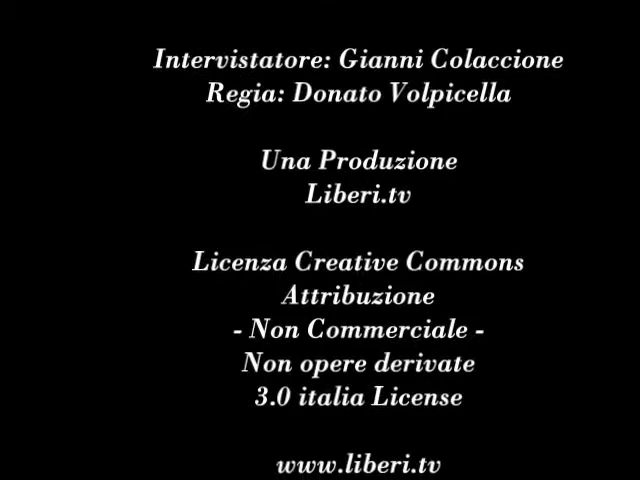 Intervistatore: Gianni Colaccione
Regia: Donato Volpicella
Una Produzione
Liberi.tv
Licenza Creative Commons
Attribuzione
- Non Commerciale -
Non opere derivate
3.0 italia License
www.liberi.tv